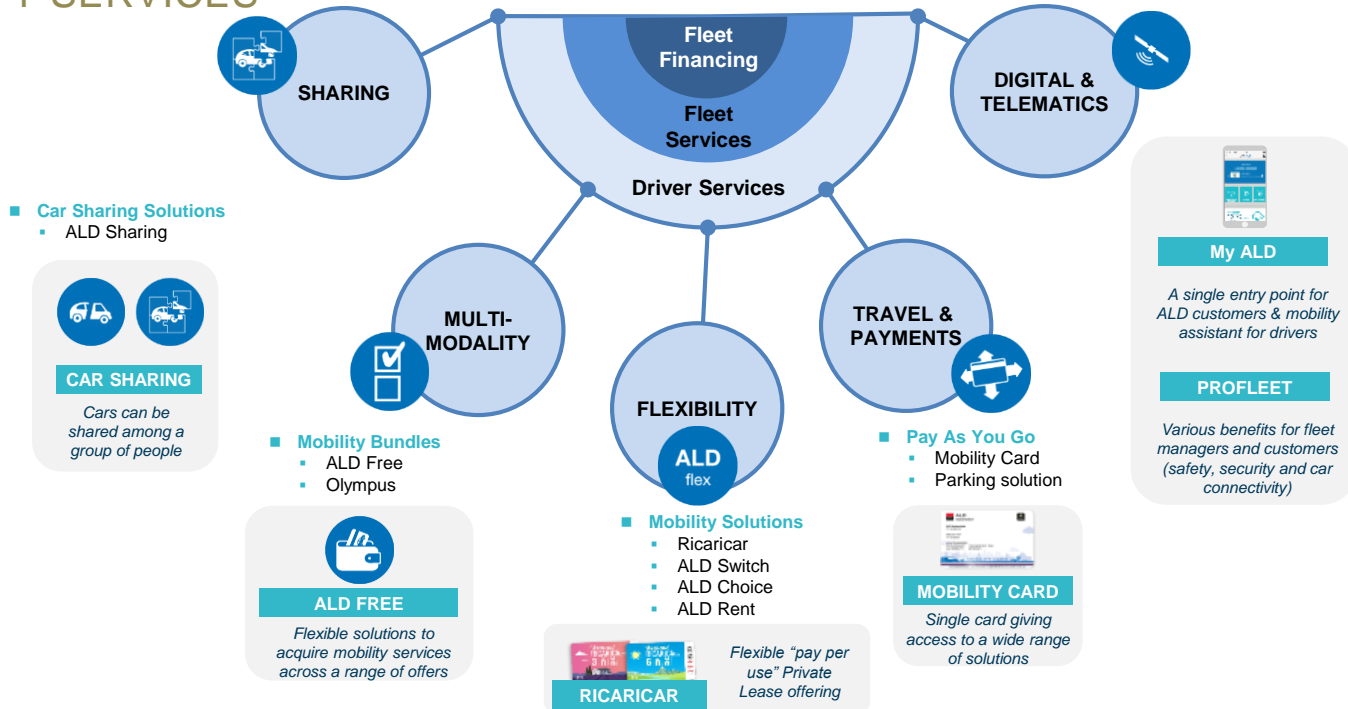 SERVICES
Fleet
Financing
Fleet
Services
Driver Services
SHARING
DIGITAL &
TELEMATICS
MULTI-
MODALITY
FLEXIBILITY
ALD
flex
TRAVEL &
PAYMENTS
■ Car Sharing Solutions
▪ ALD Sharing
CAR SHARING
Cars can be
shared among a
group of people
■ Mobility Bundles
▪ ALD Free
▪ Olympus
ALD FREE
Flexible solutions to
acquire mobility services
across a range of offers
■ Mobility Solutions
▪ Ricaricar
▪ ALD Switch
▪ ALD Choice
▪ ALD Rent
RICARICAR
Flexible “pay per
use” Private
Lease offering
■ Pay As You Go
▪ Mobility Card
▪ Parking solution
MOBILITY CARD
Single card giving
access to a wide range
of solutions
My ALD
A single entry point for
ALD customers & mobility
assistant for drivers
PROFLEET
Various benefits for fleet
managers and customers
(safety, security and car
connectivity)